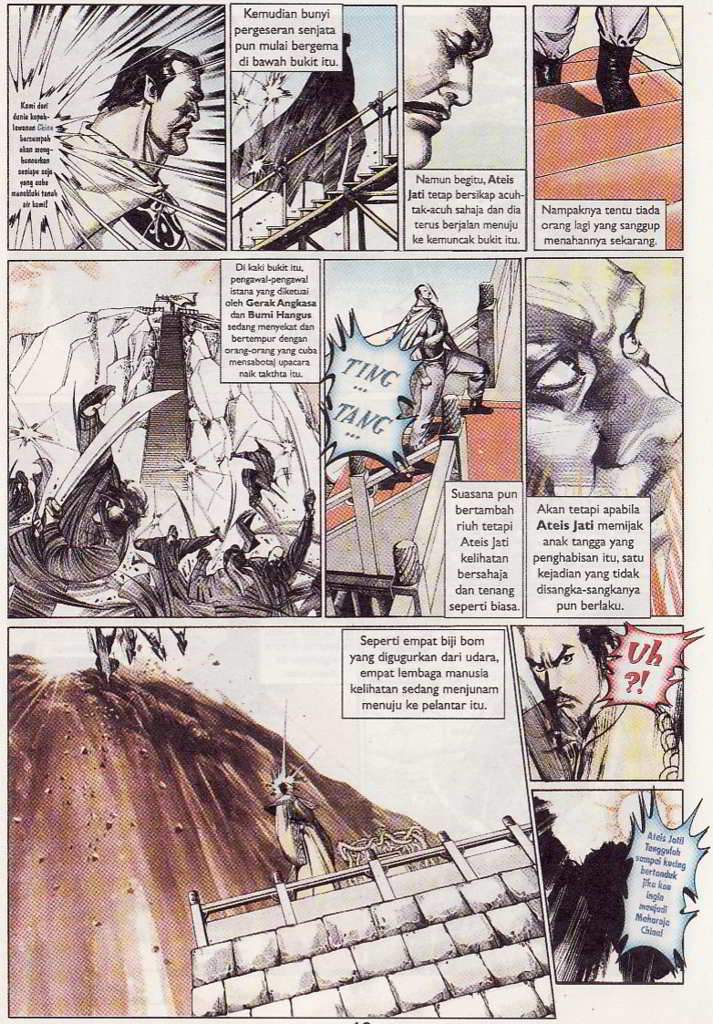 Kami dari
dunia kepah-
lawanan China
bersumpah
akan meng-
hancurkan
sesiapa saja
yang cuba
menakluki tanah
air kami!
Kemudian bunyi
pergeseran senjata
pun mulai bergema
di bawah bukit itu.
Namun begitu, Ateis
Jati tetap bersikap acuh-
tak-acuh sahaja dan dia
terus berjalan menuju
ke kemuncak bukit itu.
Nampaknya tentu tiada
orang lagi yang sanggup
menahannya sekarang.
Di kaki bukit itu,
pengawal-pengawal
istana yang diketuai
oleh Gerak Angkasa
dan Bumi Hangus
sedang menyekat dan
bertempur dengan
orang-orang yang cuba
mensabotaj upacara
naik takhta itu.
TING
...
TANG
...
Suasana pun
bertambah
riuh tetapi
Ateis Jati
kelihatan
bersahaja
dan tenang
seperti biasa.
Akan tetapi apabila
Ateis Jati memijak
anak tangga yang
penghabisan itu, satu
kejadian yang tidak
disangka-sangkanya
pun berlaku.
Seperti empat biji bom
yang digugurkan dari udara,
empat lembaga manusia
kelihatan sedang menjunam
menuju ke pelantar itu.
Uh
?!
Ateis Jati!
Tunggulah
sampai kucing
bertanduk
jika kau
ingin
menjadi
Maharaja
China!